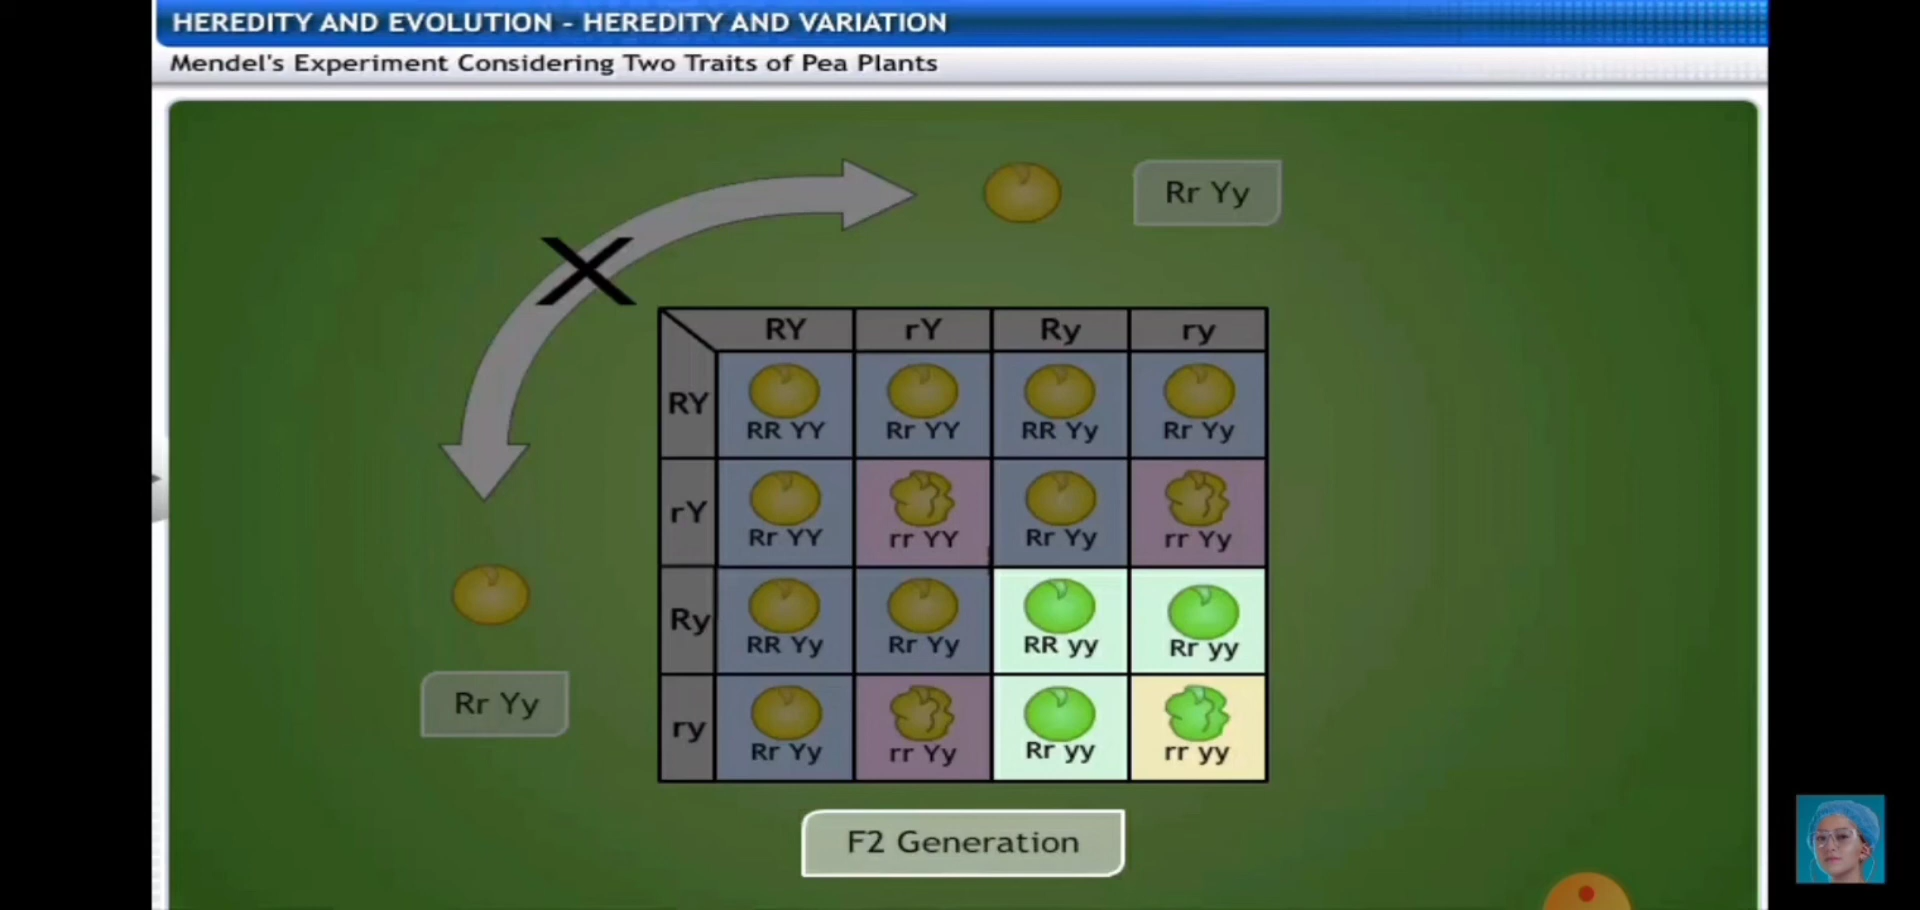 HEREDITY AND EVOLUTION - HEREDITY AND VARIATION
Mendel's Experiment Considering Two Traits of Pea Plants
Rr Yy
RY rY Ry ry
RY
RR YY Rr YY RR Yy Rr Yy
rY
Rr YY rr YY Rr Yy rr Yy
Ry
RR Yy Rr Yy RR yy Rr yy
Rr Yy
ry
Rr Yy rr Yy Rr yy rr yy
F2 Generation